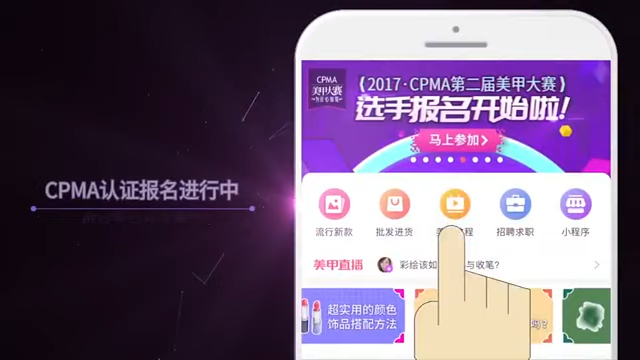 CPMA认证报名进行中
CPMA
美甲大赛
《2017·CPMA第二届美甲大赛》
选手报名开始啦!
马上参加>
流行新款
批发进货
程
招聘求职
小程序
美甲直播
彩绘该如
与收笔?
超实用的颜色
饰品搭配方法
吗?